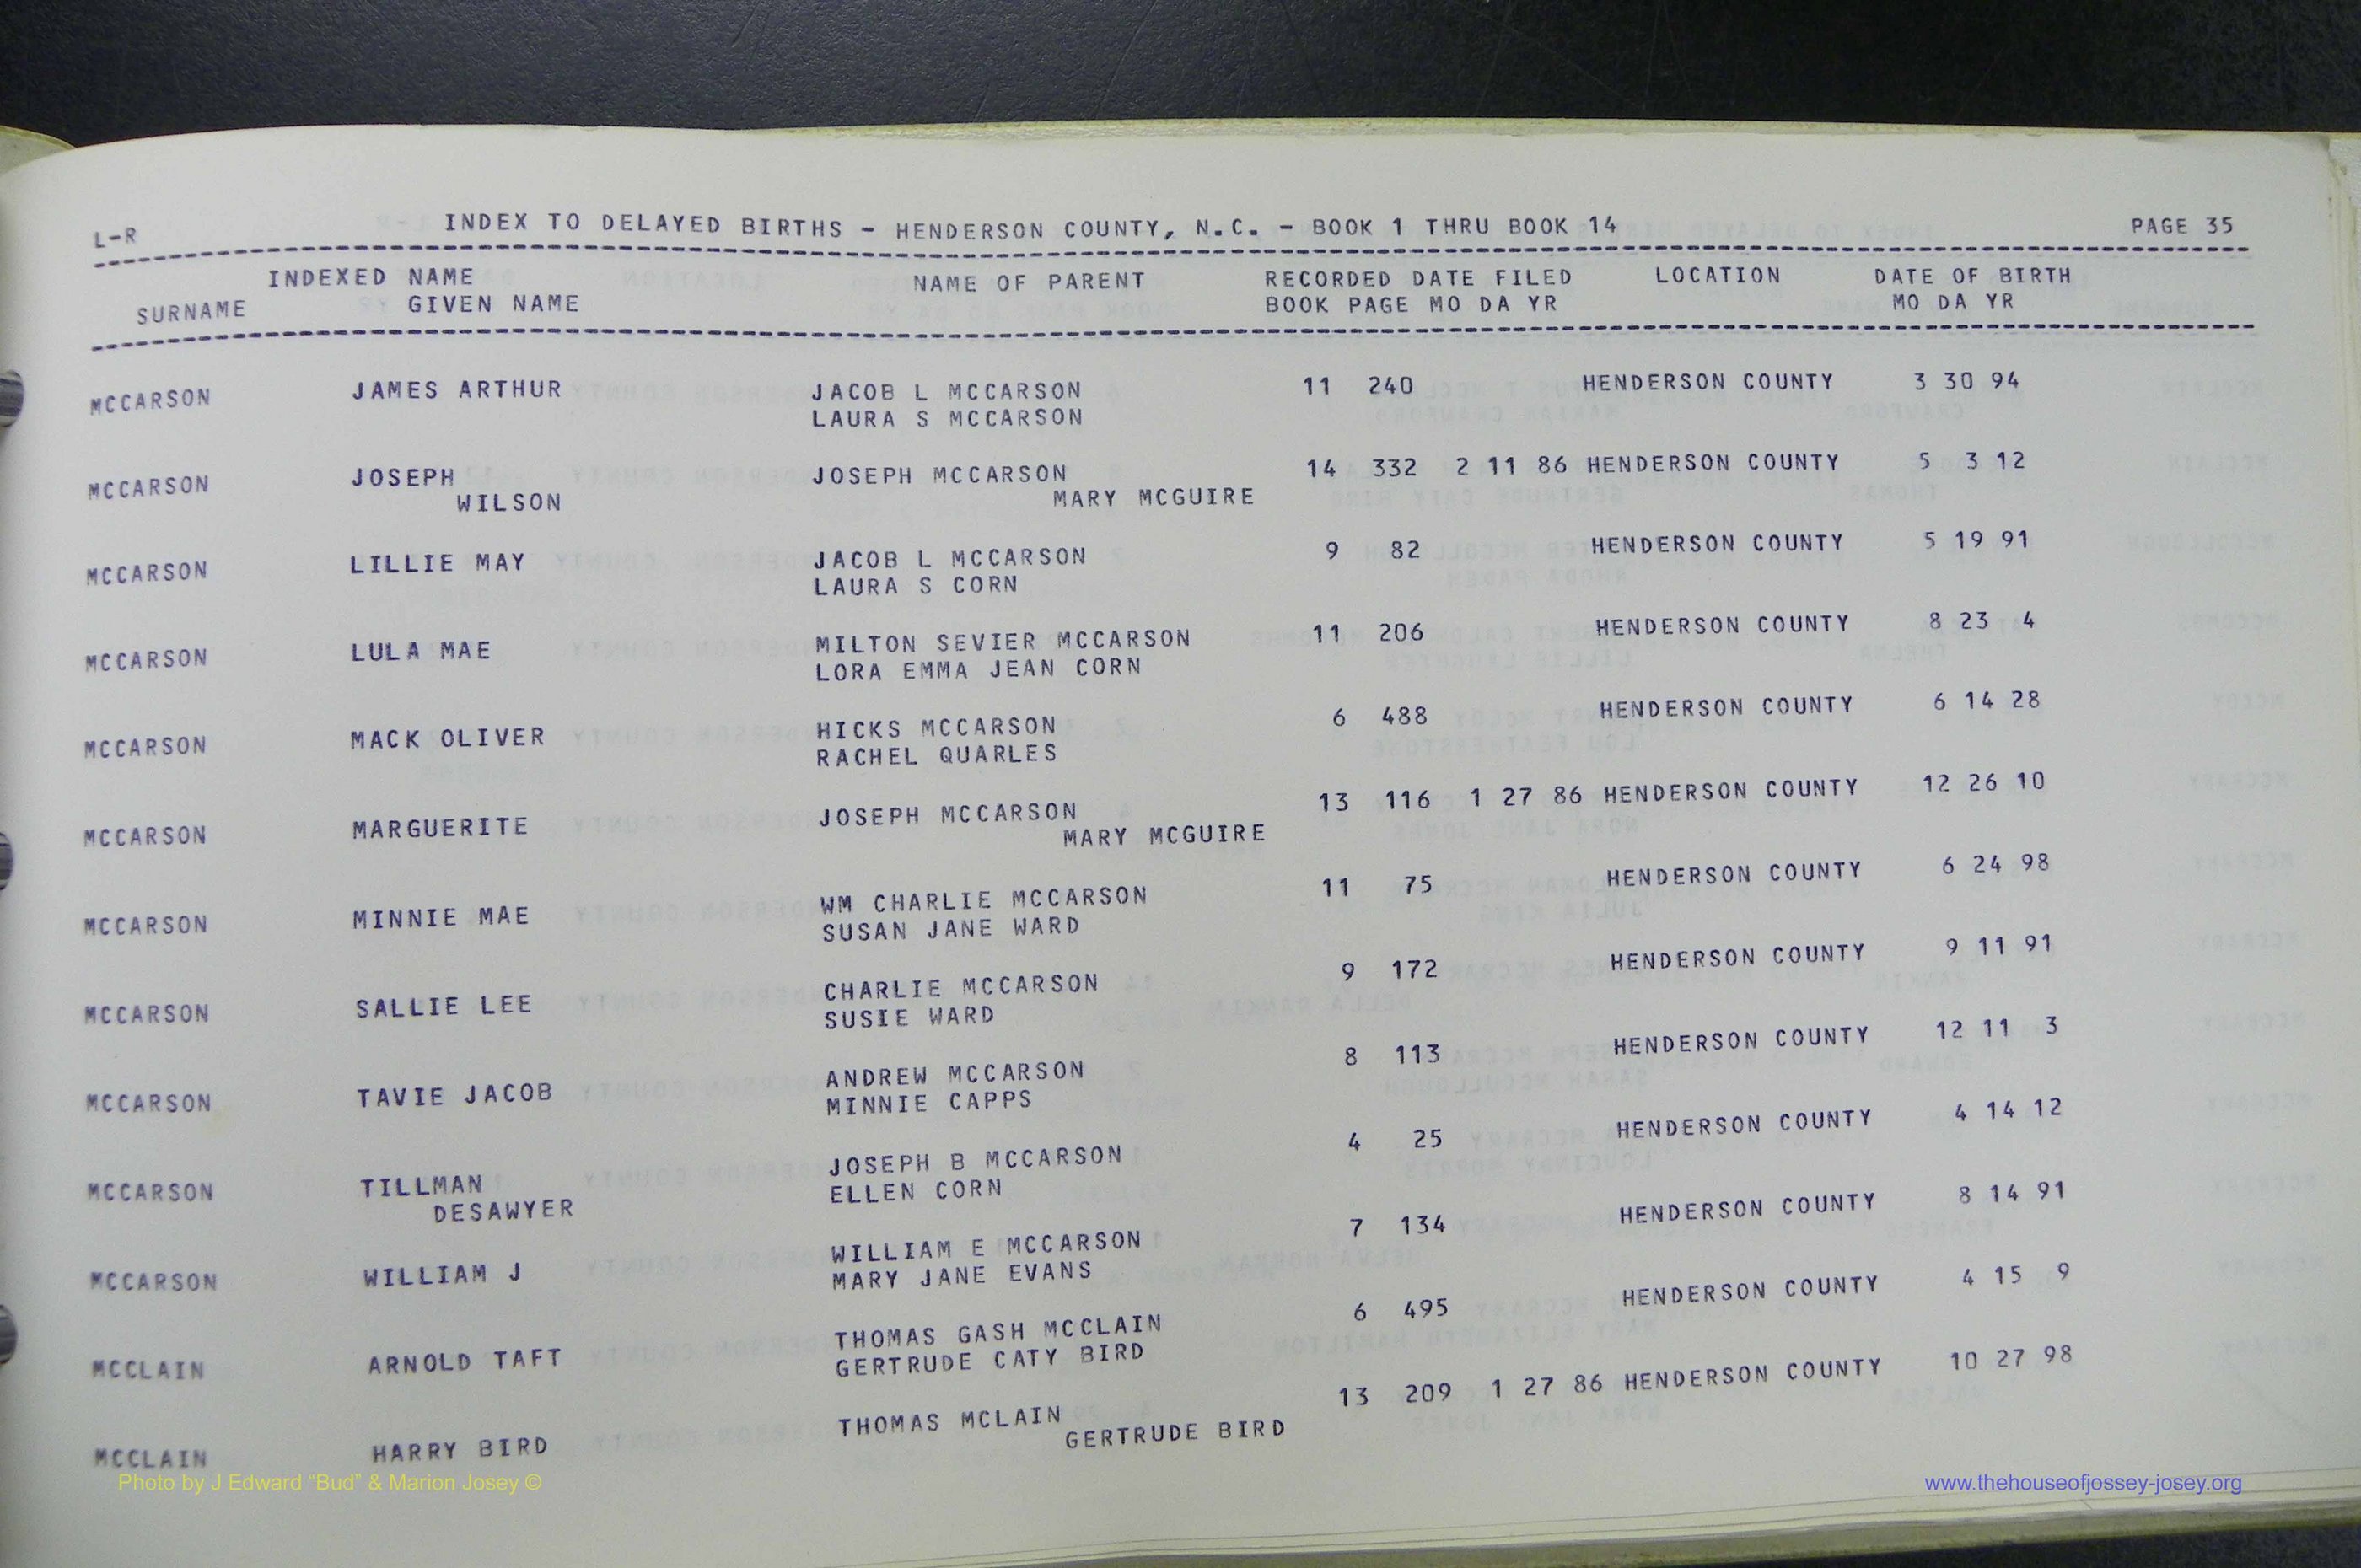 L-R INDEX TO DELAYED BIRTHS - HENDERSON COUNTY, N.C. - BOOK 1 THRU BOOK 14 PAGE 35
INDEXED NAME NAME OF PARENT RECORDED DATE FILED LOCATION DATE OF BIRTH
SURNAME GIVEN NAME BOOK PAGE MO DA YR MO DA YR
MCCARSON JAMES ARTHUR JACOB L MCCARSON 11 240 HENDERSON COUNTY 3 30 94
LAURA S MCCARSON
MCCARSON JOSEPH JOSEPH MCCARSON 14 332 2 11 86 HENDERSON COUNTY 5 3 12
WILSON MARY MCGUIRE
MCCARSON LILLIE MAY JACOB L MCCARSON 9 82 HENDERSON COUNTY 5 19 91
LAURA S CORN
MCCARSON LULA MAE MILTON SEVIER MCCARSON 11 206 HENDERSON COUNTY 8 23 4
LORA EMMA JEAN CORN
MCCARSON MACK OLIVER HICKS MCCARSON 6 488 HENDERSON COUNTY 6 14 28
RACHEL QUARLES
MCCARSON MARGUERITE JOSEPH MCCARSON 13 116 1 27 86 HENDERSON COUNTY 12 26 10
MARY MCGUIRE
MCCARSON MINNIE MAE WM CHARLIE MCCARSON 11 75 HENDERSON COUNTY 6 24 98
SUSAN JANE WARD
MCCARSON SALLIE LEE CHARLIE MCCARSON 9 172 HENDERSON COUNTY 9 11 91
SUSIE WARD
MCCARSON TAVIE JACOB ANDREW MCCARSON 8 113 HENDERSON COUNTY 12 11 3
MINNIE CAPPS
MCCARSON TILLMAN JOSEPH B MCCARSON 4 25 HENDERSON COUNTY 4 14 12
DESAWYER ELLEN CORN
MCCARSON WILLIAM J WILLIAM E MCCARSON 7 134 HENDERSON COUNTY 8 14 91
MARY JANE EVANS
MCCLAIN ARNOLD TAFT THOMAS GASH MCCLAIN 6 495 HENDERSON COUNTY 4 15 9
GERTRUDE CATY BIRD
MCCLAIN HARRY BIRD THOMAS MCLAIN 13 209 1 27 86 HENDERSON COUNTY 10 27 98
GERTRUDE BIRD
Photo by J Edward “Bud” & Marion Josey © www.thehouseofjossey-josey.org